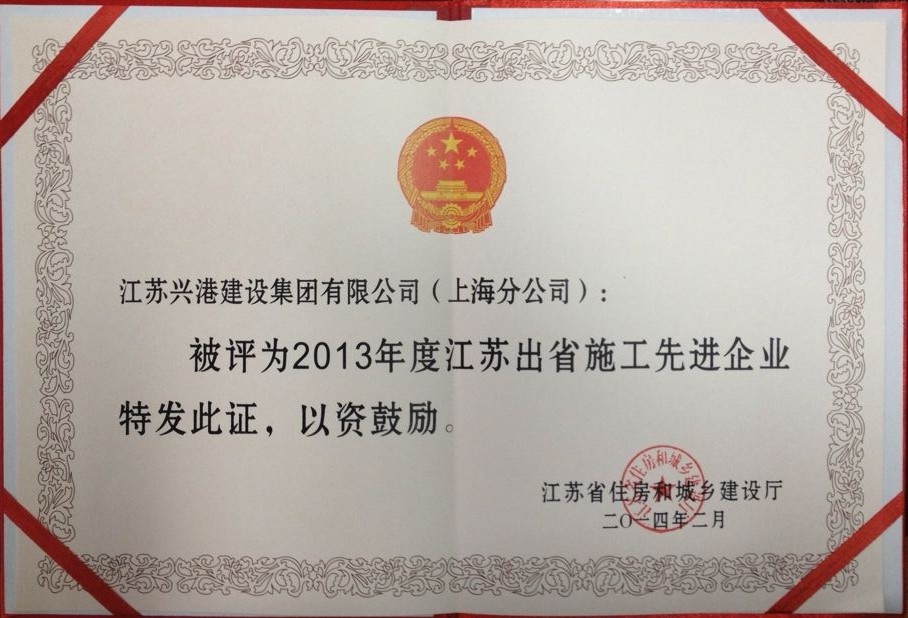 江苏兴港建设集团有限公司（上海分公司）：
被评为2013年度江苏出省施工先进企业
特发此证，以资鼓励。
江苏省住房和城乡建设厅
二〇一四年二月